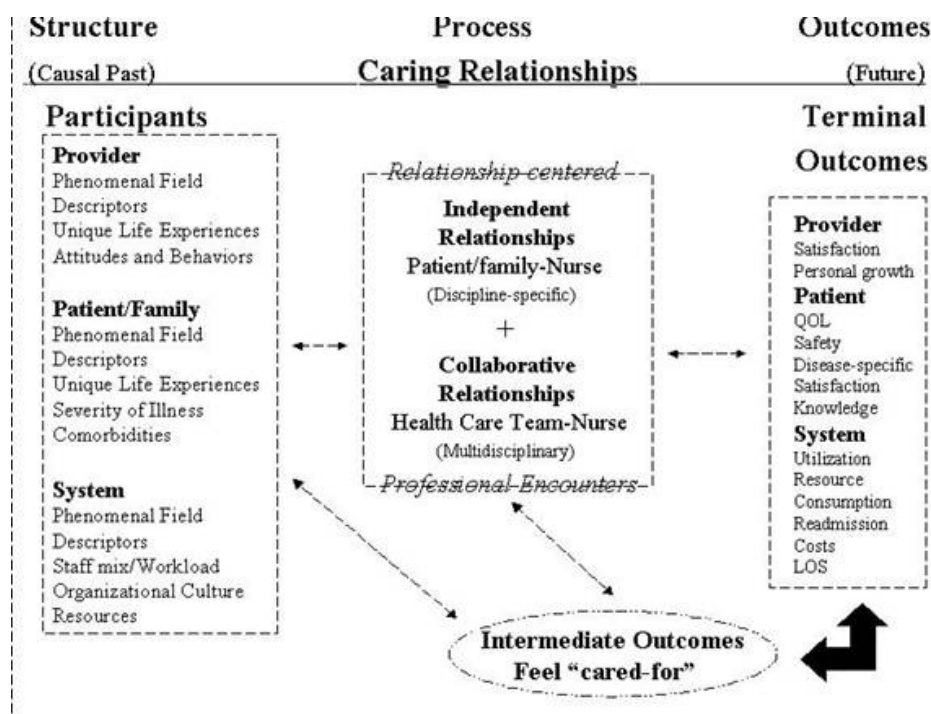 Structure
(Causal Past)
Process
Caring Relationships
Outcomes
(Future)
Participants
Provider
Phenomenal Field
Descriptors
Unique Life Experiences
Attitudes and Behaviors
Patient/Family
Phenomenal Field
Descriptors
Unique Life Experiences
Severity of Illness
Comorbidities
System
Phenomenal Field
Descriptors
Staff mix/Workload
Organizational Culture
Resources
Relationship centered
Independent
Relationships
Patient/family-Nurse
(Discipline-specific)
+
Collaborative
Relationships
Health Care Team-Nurse
(Multidisciplinary)
Professional Encounters
Intermediate Outcomes
Feel “cared-for”
Terminal
Outcomes
Provider
Satisfaction
Personal growth
Patient
QOL
Safety
Disease-specific
Satisfaction
Knowledge
System
Utilization
Resource
Consumption
Readmission
Costs
LOS